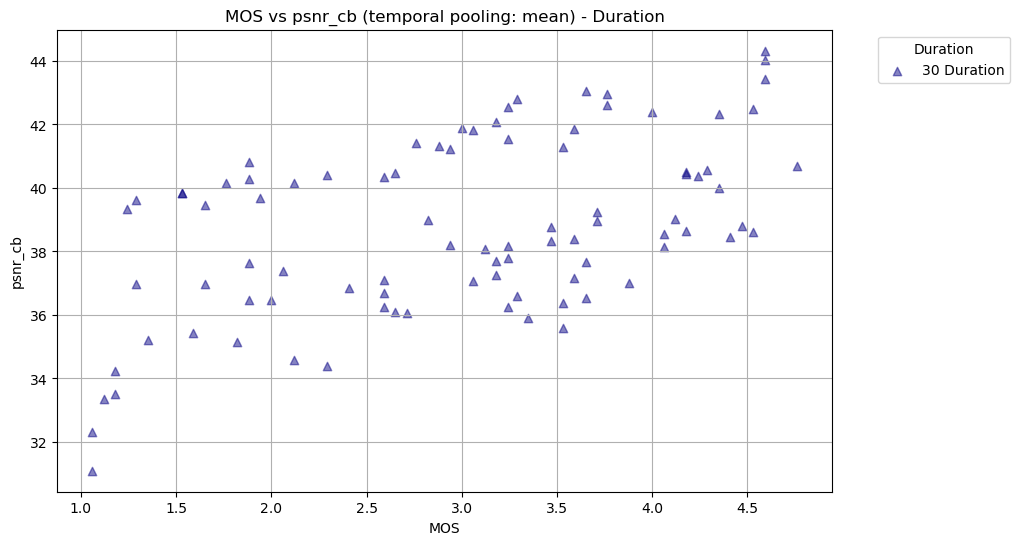 MOS vs psnr_cb (temporal pooling: mean) - Duration
Duration
30 Duration
psnr_cb
44
42
40
38
36
34
32
1.0 1.5 2.0 2.5 3.0 3.5 4.0 4.5
MOS